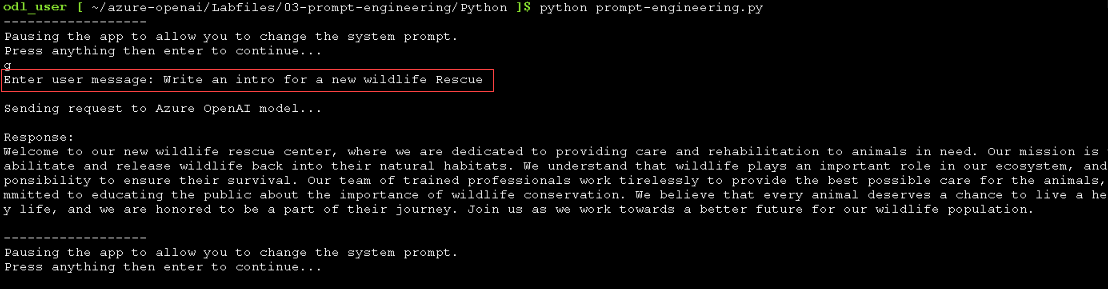 odl_user [ ~/azure-openai/Labfiles/03-prompt-engineering/Python ]$ python prompt-engineering.py
------------------
Pausing the app to allow you to change the system prompt.
Press anything then enter to continue...
g
Enter user message: Write an intro for a new wildlife Rescue
Sending request to Azure OpenAI model...
Response:
Welcome to our new wildlife rescue center, where we are dedicated to providing care and rehabilitation to animals in need. Our mission is
abilitate and release wildlife back into their natural habitats. We understand that wildlife plays an important role in our ecosystem, and
ponsibility to ensure their survival. Our team of trained professionals work tirelessly to provide the best possible care for the animals,
mmitted to educating the public about the importance of wildlife conservation. We believe that every animal deserves a chance to live a he
y life, and we are honored to be a part of their journey. Join us as we work towards a better future for our wildlife population.
------------------
Pausing the app to allow you to change the system prompt.
Press anything then enter to continue...